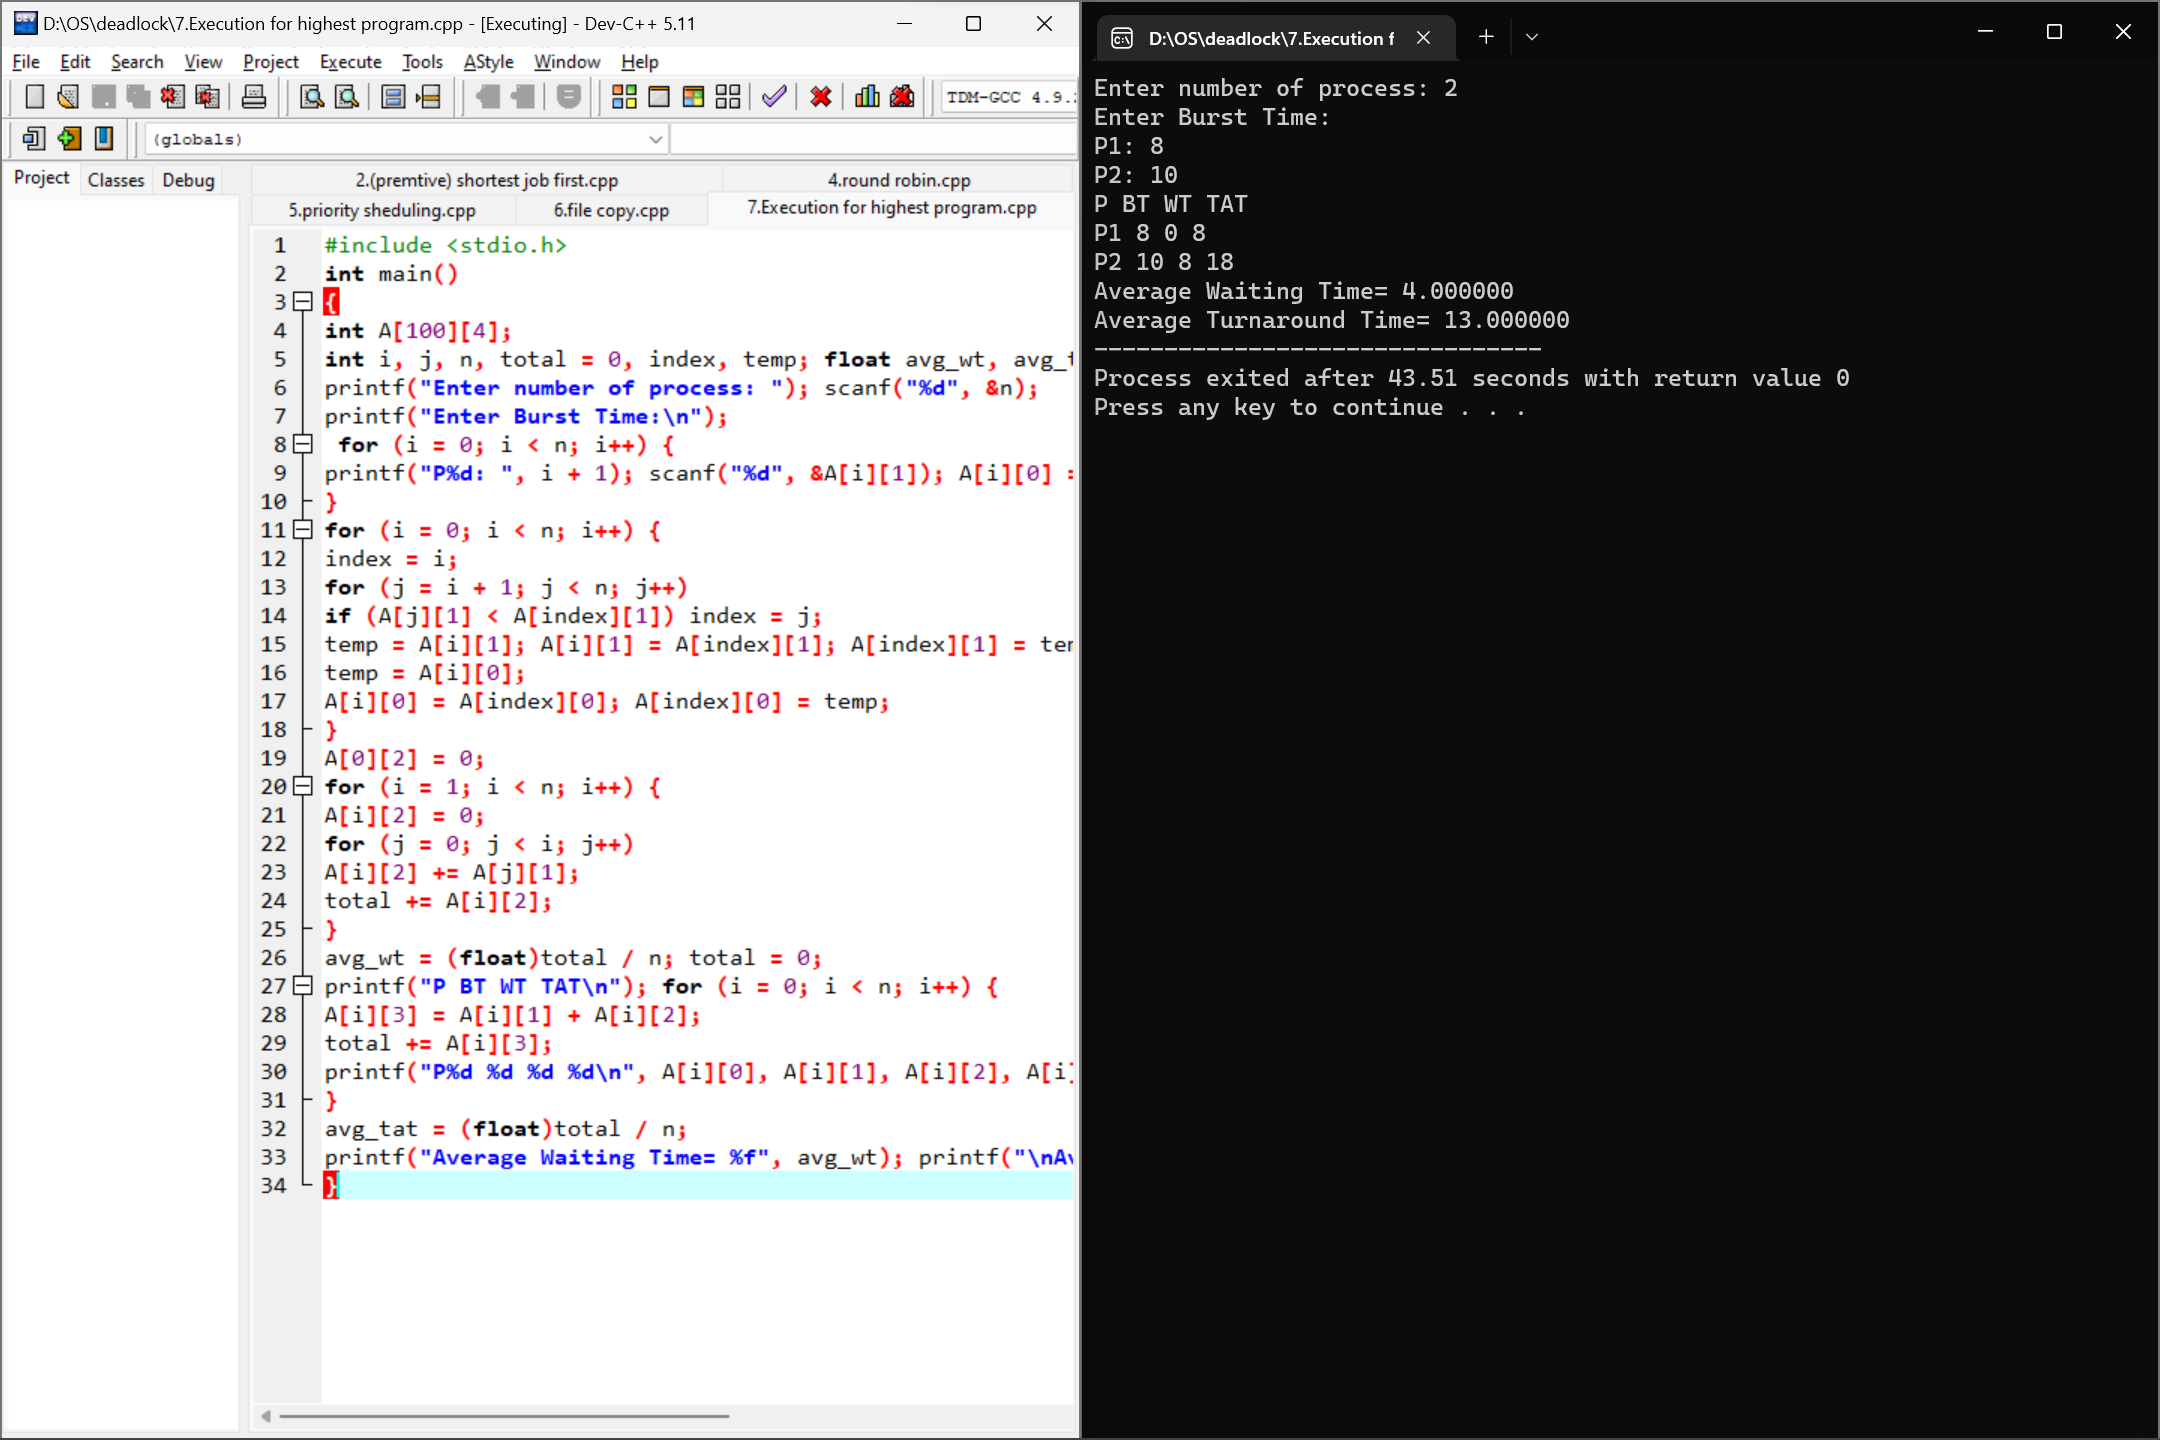 D:\OS\deadlock\7.Execution for highest program.cpp - [Executing] - Dev-C++ 5.11
File Edit Search View Project Execute Tools AStyle Window Help
TDM-GCC 4.9.
(globals)
Project Classes Debug
2.(premtive) shortest job first.cpp 4.round robin.cpp
5.priority sheduling.cpp 6.file copy.cpp 7.Execution for highest program.cpp
1 #include <stdio.h>
2 int main()
3 {
4 int A[100][4];
5 int i, j, n, total = 0, index, temp; float avg_wt, avg_t
6 printf("Enter number of process: "); scanf("%d", &n);
7 printf("Enter Burst Time:\n");
8 for (i = 0; i < n; i++) {
9 printf("P%d: ", i + 1); scanf("%d", &A[i][1]); A[i][0] =
10 }
11 for (i = 0; i < n; i++) {
12 index = i;
13 for (j = i + 1; j < n; j++)
14 if (A[j][1] < A[index][1]) index = j;
15 temp = A[i][1]; A[i][1] = A[index][1]; A[index][1] = tem
16 temp = A[i][0];
17 A[i][0] = A[index][0]; A[index][0] = temp;
18 }
19 A[0][2] = 0;
20 for (i = 1; i < n; i++) {
21 A[i][2] = 0;
22 for (j = 0; j < i; j++)
23 A[i][2] += A[j][1];
24 total += A[i][2];
25 }
26 avg_wt = (float)total / n; total = 0;
27 printf("P BT WT TAT\n"); for (i = 0; i < n; i++) {
28 A[i][3] = A[i][1] + A[i][2];
29 total += A[i][3];
30 printf("P%d %d %d %d\n", A[i][0], A[i][1], A[i][2], A[i]
31 }
32 avg_tat = (float)total / n;
33 printf("Average Waiting Time= %f", avg_wt); printf("\nAv
34 }
D:\OS\deadlock\7.Execution f
Enter number of process: 2
Enter Burst Time:
P1: 8
P2: 10
P BT WT TAT
P1 8 0 8
P2 10 8 18
Average Waiting Time= 4.000000
Average Turnaround Time= 13.000000
--------------------------------
Process exited after 43.51 seconds with return value 0
Press any key to continue . . .